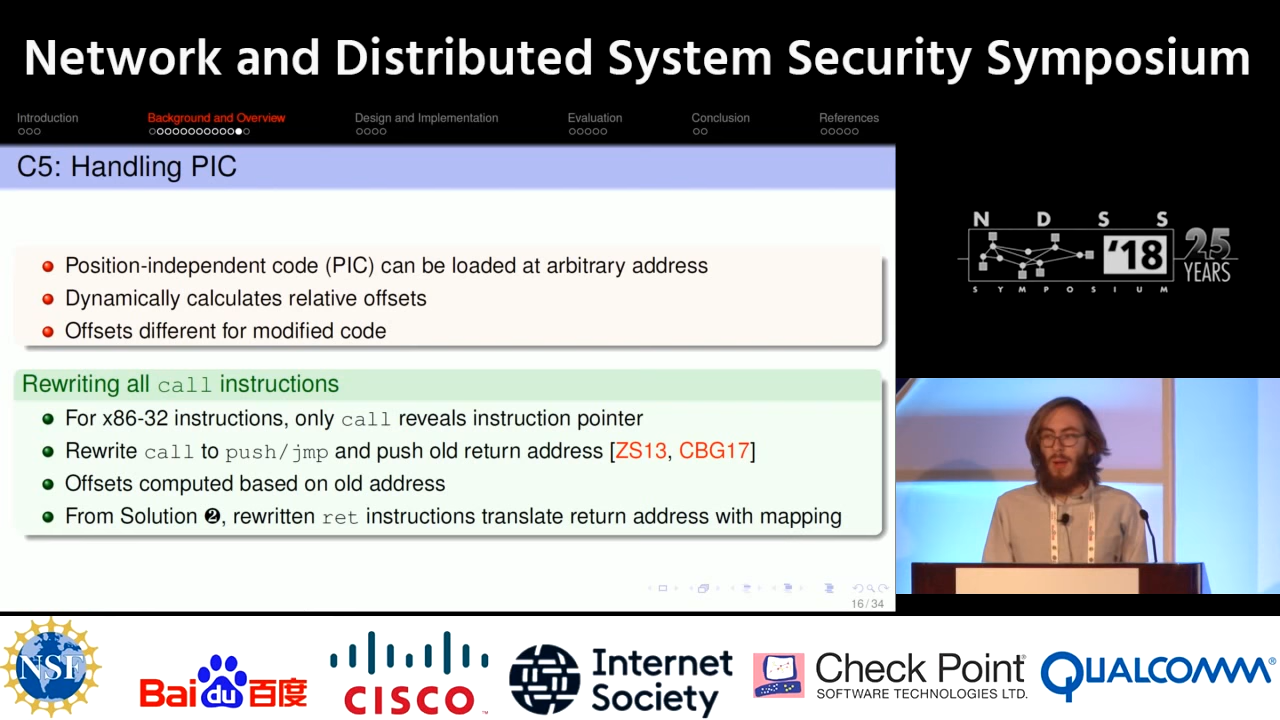 Network and Distributed System Security Symposium
Introduction
Background and Overview
Design and Implementation
Evaluation
Conclusion
References
C5: Handling PIC
Position-independent code (PIC) can be loaded at arbitrary address
Dynamically calculates relative offsets
Offsets different for modified code
Rewriting all call instructions
For x86-32 instructions, only call reveals instruction pointer
Rewrite call to push/jmp and push old return address [ZS13, CBG17]
Offsets computed based on old address
From Solution ❷, rewritten ret instructions translate return address with mapping
16 / 34
N D S S
'18
25
YEARS
S Y M P O S I U M
NSF
Bai du 百度
CISCO
Internet
Society
Check Point
SOFTWARE TECHNOLOGIES LTD.
QUALCOMM